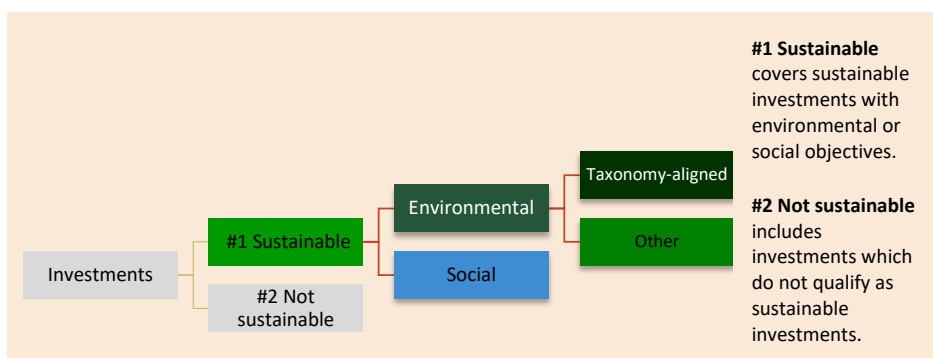 Investments
#1 Sustainable
#2 Not
sustainable
Environmental
Social
Taxonomy-aligned
Other
#1 Sustainable
covers sustainable
investments with
environmental or
social objectives.
#2 Not sustainable
includes
investments which
do not qualify as
sustainable
investments.